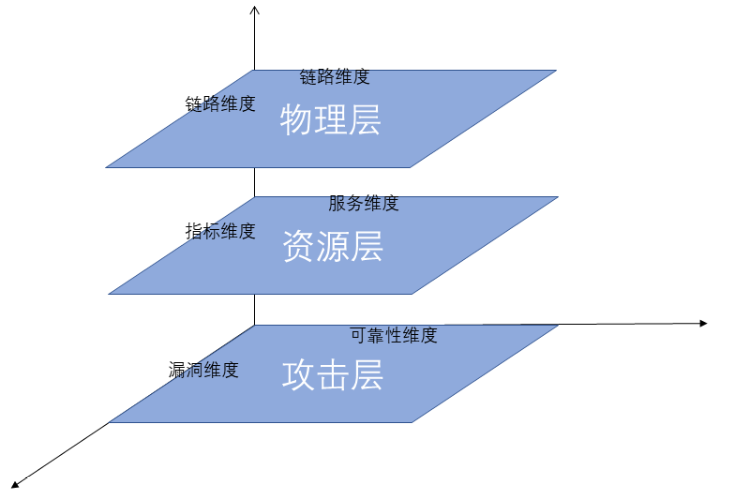 链路维度
链路维度
物理层
服务维度
指标维度
资源层
可靠性维度
漏洞维度
攻击层